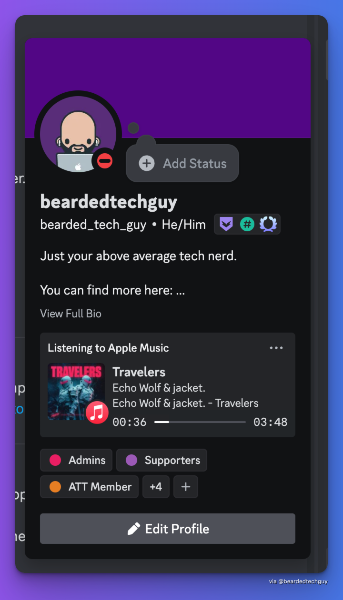 er.
Add Status
beardedtechguy
bearded_tech_guy • He/Him
#
Just your above average tech nerd.
You can find more here: ...
View Full Bio
Listening to Apple Music
TRAVELERS
Travelers
Echo Wolf & jacket.
Echo Wolf & jacket. - Travelers
00:36 03:48
Admins Supporters
ATT Member +4 +
Edit Profile
via @beardedtechguy